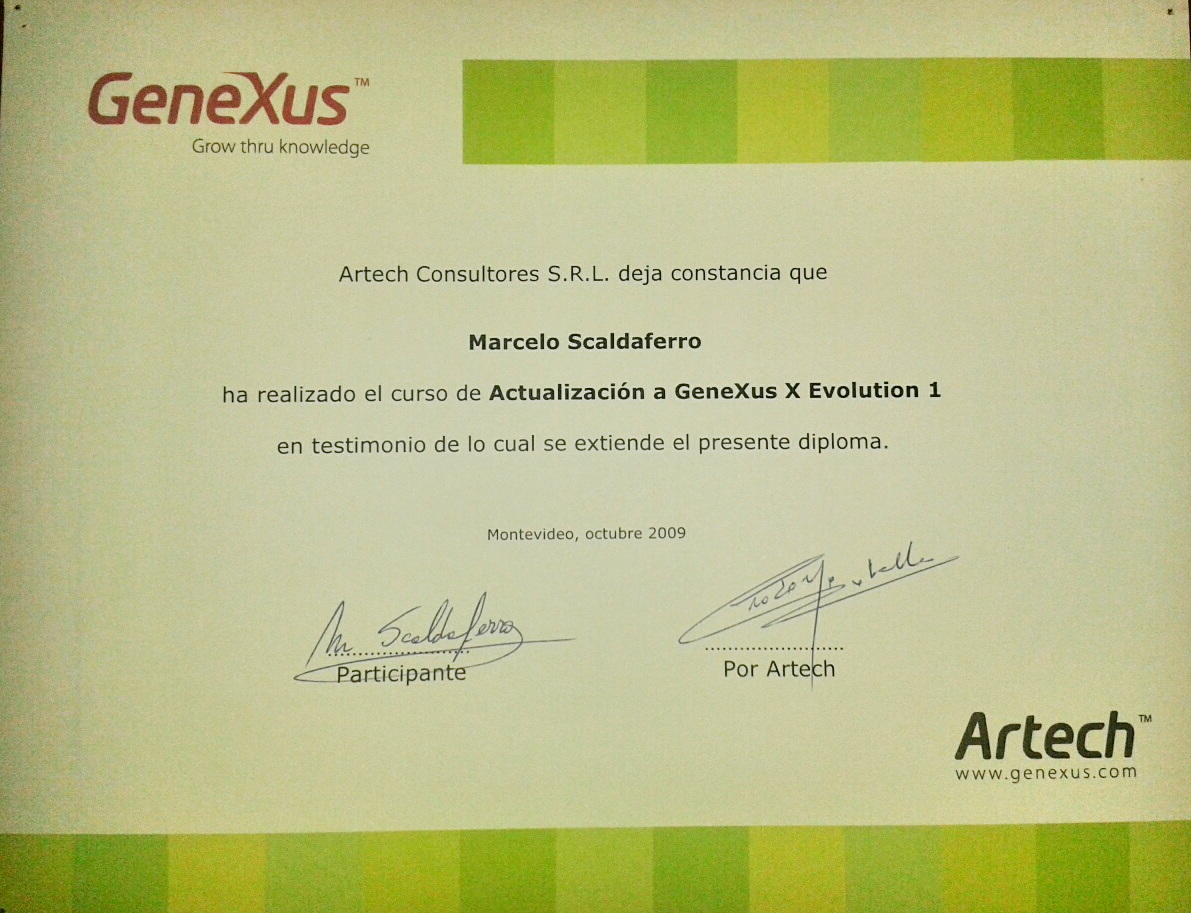 GeneXus™
Grow thru knowledge
Artech Consultores S.R.L. deja constancia que
Marcelo Scaldaferro
ha realizado el curso de Actualización a GeneXus X Evolution 1
en testimonio de lo cual se extiende el presente diploma.
Montevideo, octubre 2009
M Scaldaferro
Participante
Por Artech
Artech™
www.genexus.com